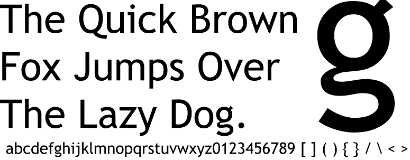 The Quick Brown
Fox Jumps Over
The Lazy Dog.
g
abcdefghijklmnopqrstuvwxyz0123456789 [ ] ( ) { } / \ < >